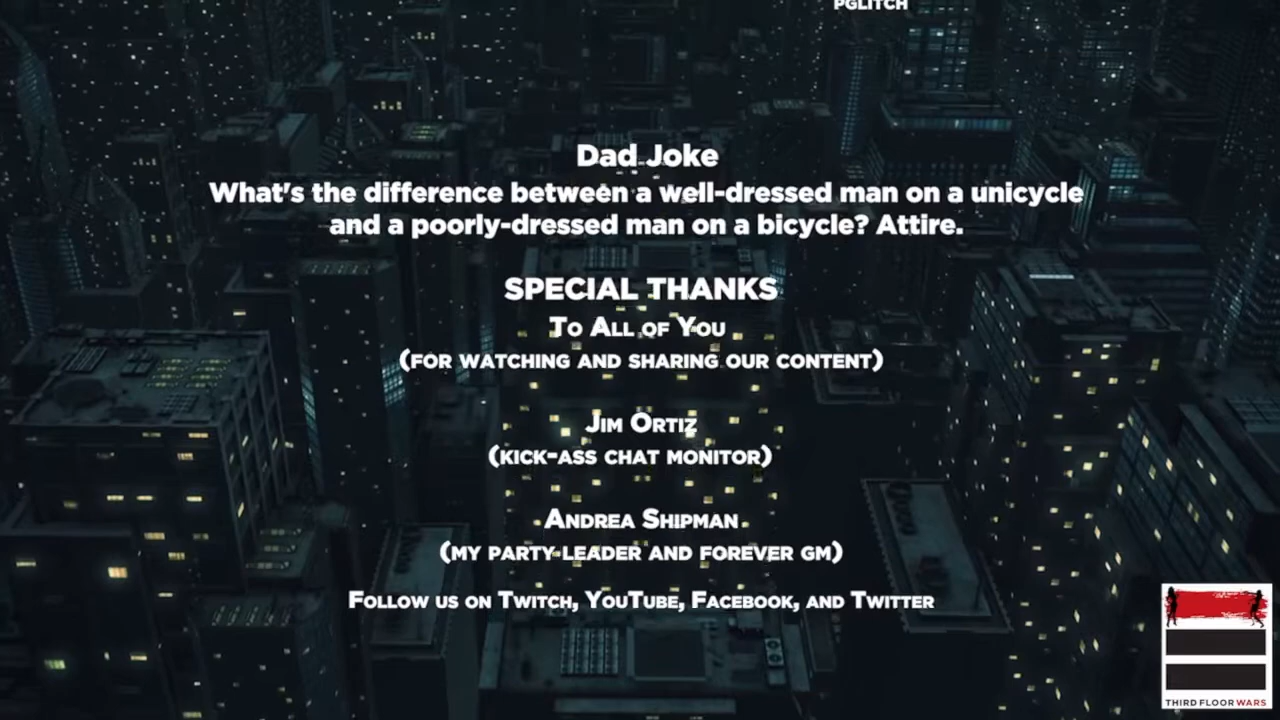 PGLITCH
Dad Joke
What's the difference between a well-dressed man on a unicycle
and a poorly-dressed man on a bicycle? Attire.
SPECIAL THANKS
To All of You
(for watching and sharing our content)
Jim Ortiz
(kick-ass chat monitor)
Andrea Shipman
(my party leader and forever GM)
Follow us on Twitch, YouTube, Facebook, and Twitter
THIRD FLOOR WARS